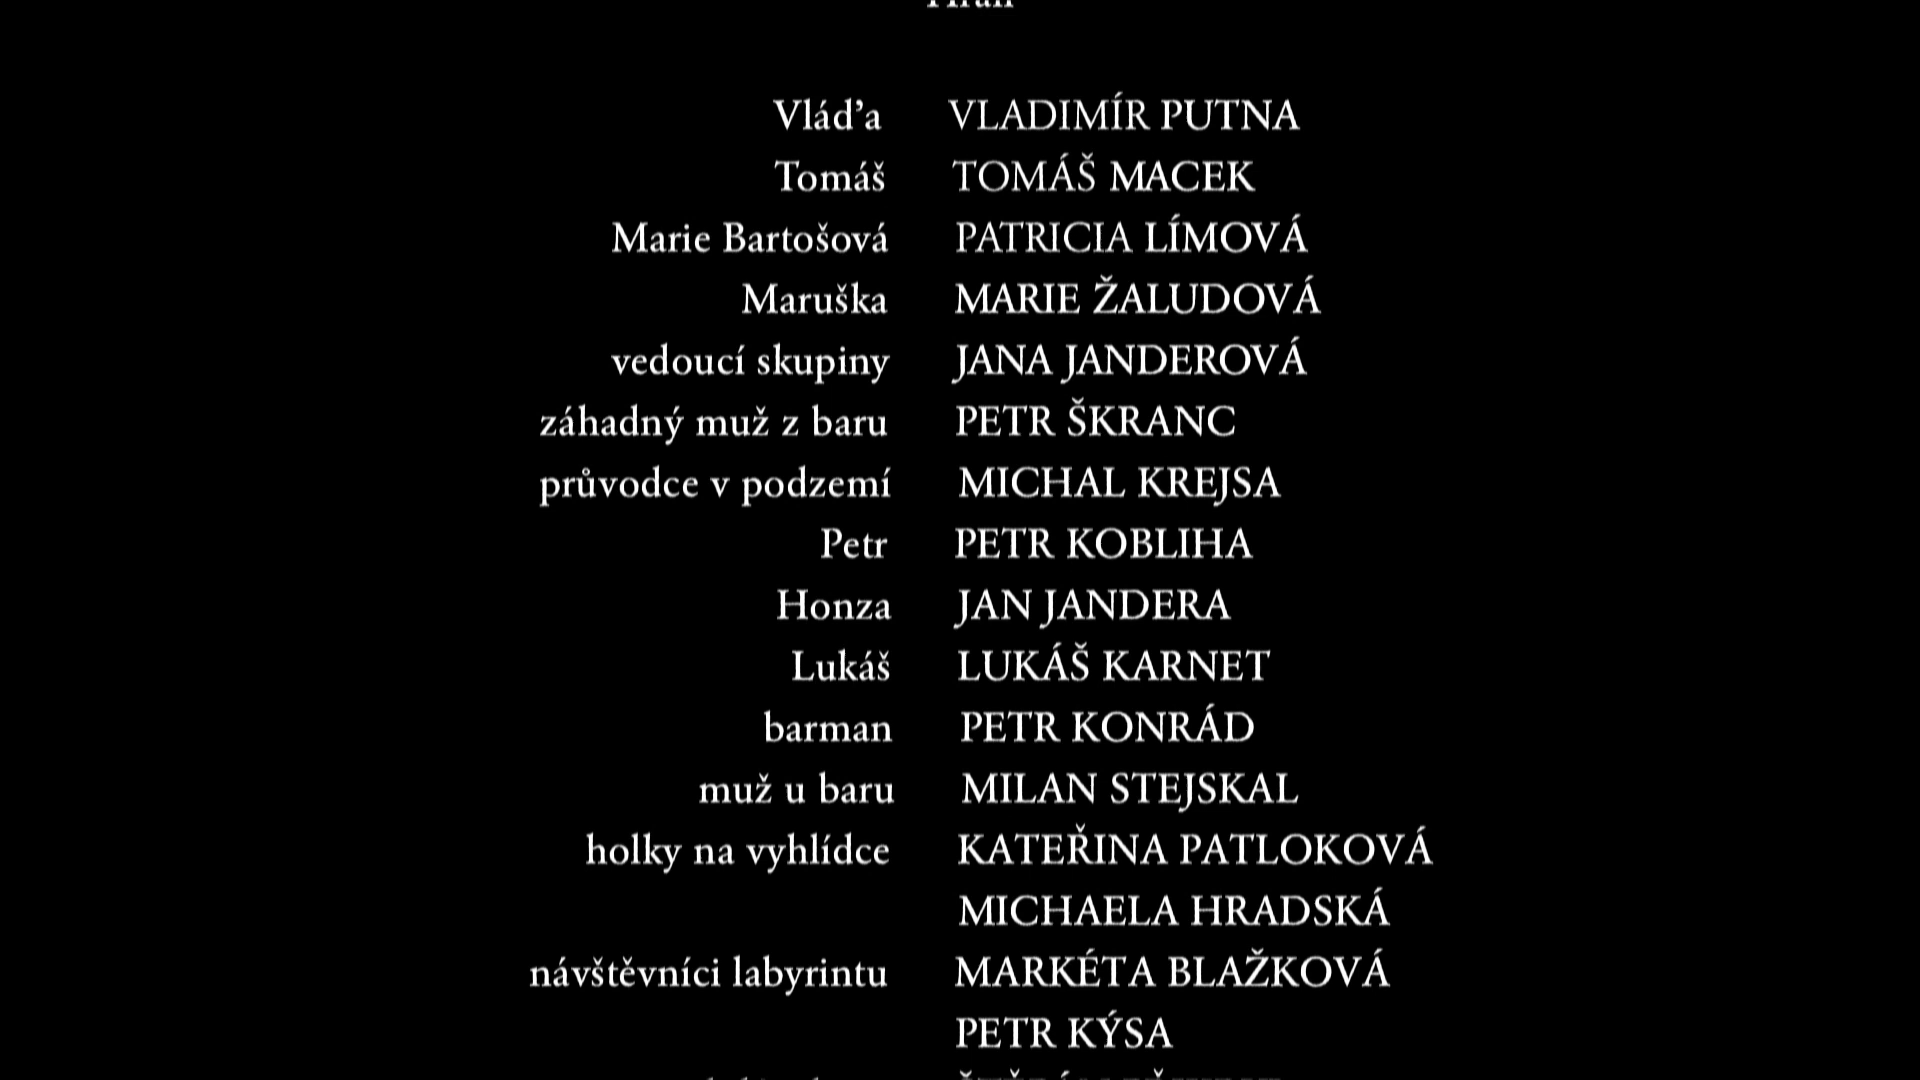 Vláďa VLADIMÍR PUTNA
Tomáš TOMÁŠ MACEK
Marie Bartošová PATRICIA LÍMOVÁ
Maruška MARIE ŽALUDOVÁ
vedoucí skupiny JANA JANDEROVÁ
záhadný muž z baru PETR ŠKRANC
průvodce v podzemí MICHAL KREJSA
Petr PETR KOBLIHA
Honza JAN JANDERA
Lukáš LUKÁŠ KARNET
barman PETR KONRÁD
muž u baru MILAN STEJSKAL
holky na vyhlídce KATEŘINA PATLOKOVÁ
MICHAELA HRADSKÁ
návštěvníci labyrintu MARKÉTA BLAŽKOVÁ
PETR KÝSA